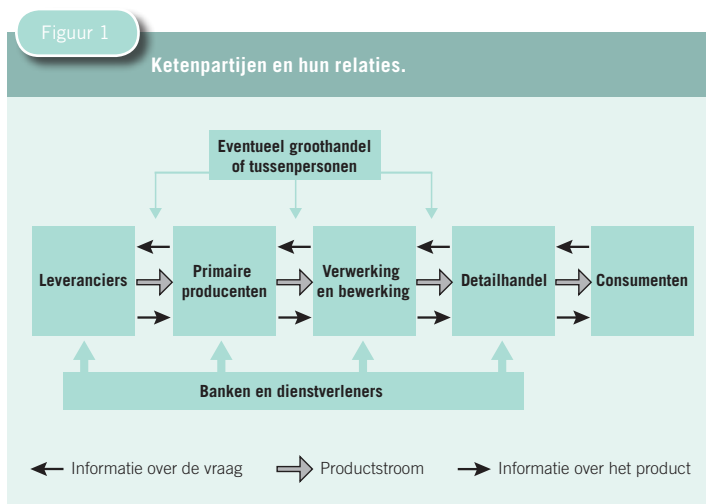 Figuur 1
Ketenpartijen en hun relaties.
Eventueel groothandel
of tussenpersonen
Leveranciers
Primaire
producenten
Verwerking
en bewerking
Detailhandel
Consumenten
Banken en dienstverleners
Informatie over de vraag
Productstroom
Informatie over het product